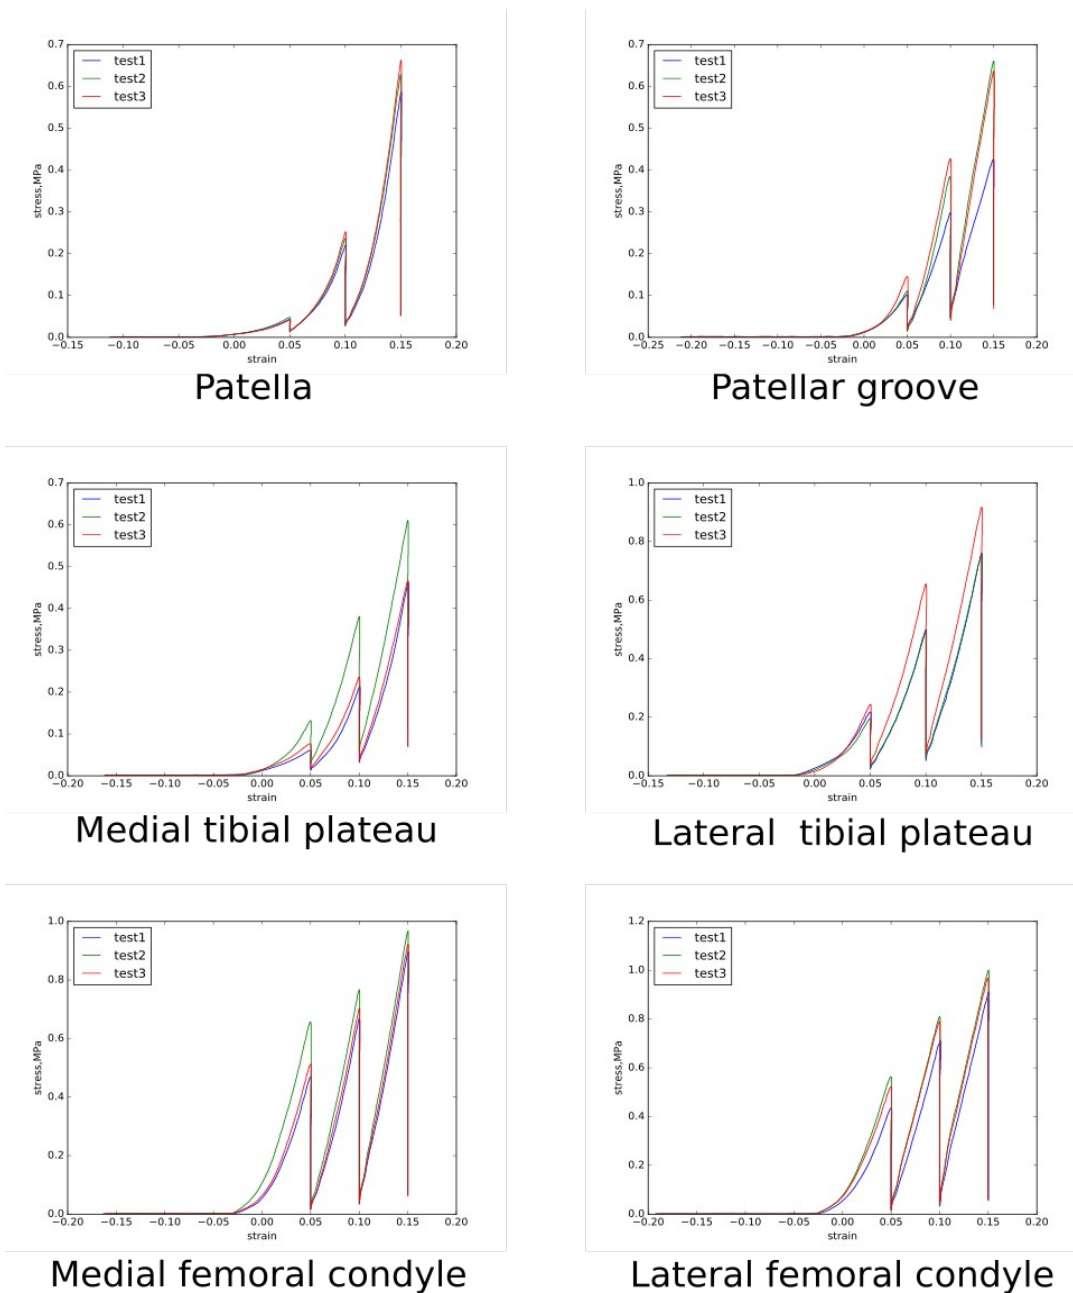 0.7
0.6
0.5
0.4
0.3
0.2
0.1
0.0
stress,MPa
test1
test2
test3
−0.15 −0.10 −0.05 0.00 0.05 0.10 0.15 0.20
strain
Patella
0.7
0.6
0.5
0.4
0.3
0.2
0.1
0.0
stress,MPa
test1
test2
test3
−0.25 −0.20 −0.15 −0.10 −0.05 0.00 0.05 0.10 0.15 0.20
strain
Patellar groove
0.7
0.6
0.5
0.4
0.3
0.2
0.1
0.0
stress,MPa
test1
test2
test3
−0.20 −0.15 −0.10 −0.05 0.00 0.05 0.10 0.15 0.20
strain
Medial tibial plateau
1.0
0.8
0.6
0.4
0.2
0.0
stress,MPa
test1
test2
test3
−0.15 −0.10 −0.05 0.00 0.05 0.10 0.15 0.20
strain
Lateral  tibial plateau
1.0
0.8
0.6
0.4
0.2
0.0
stress,MPa
test1
test2
test3
−0.20 −0.15 −0.10 −0.05 0.00 0.05 0.10 0.15 0.20
strain
Medial femoral condyle
1.2
1.0
0.8
0.6
0.4
0.2
0.0
stress,MPa
test1
test2
test3
−0.20 −0.15 −0.10 −0.05 0.00 0.05 0.10 0.15 0.20
strain
Lateral femoral condyle